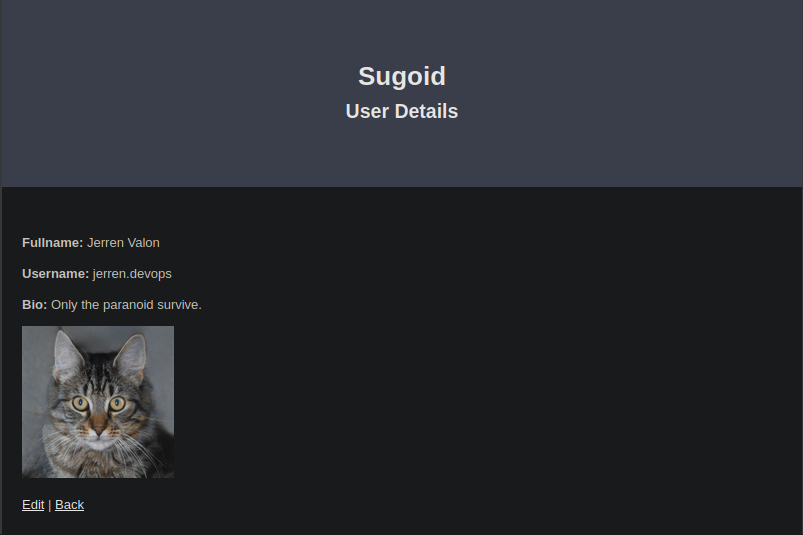 Sugoid
User Details
Fullname: Jerren Valon
Username: jerren.devops
Bio: Only the paranoid survive.
Edit | Back